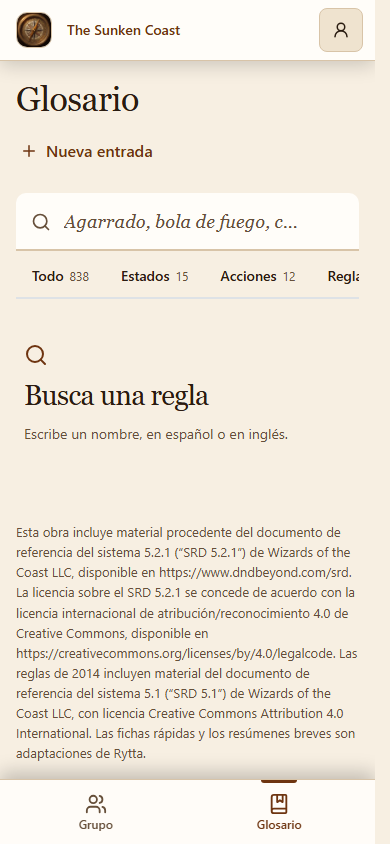 The Sunken Coast
Glosario
Nueva entrada
Agarrado, bola de fuego, c...
Todo 838 Estados 15 Acciones 12 Regla
Busca una regla
Escribe un nombre, en español o en inglés.
Esta obra incluye material procedente del documento de
referencia del sistema 5.2.1 (“SRD 5.2.1”) de Wizards of the
Coast LLC, disponible en https://www.dndbeyond.com/srd.
La licencia sobre el SRD 5.2.1 se concede de acuerdo con la
licencia internacional de atribución/reconocimiento 4.0 de
Creative Commons, disponible en
https://creativecommons.org/licenses/by/4.0/legalcode. Las
reglas de 2014 incluyen material del documento de
referencia del sistema 5.1 (“SRD 5.1”) de Wizards of the
Coast LLC, con licencia Creative Commons Attribution 4.0
International. Las fichas rápidas y los resúmenes breves son
adaptaciones de Rytta.
Grupo Glosario